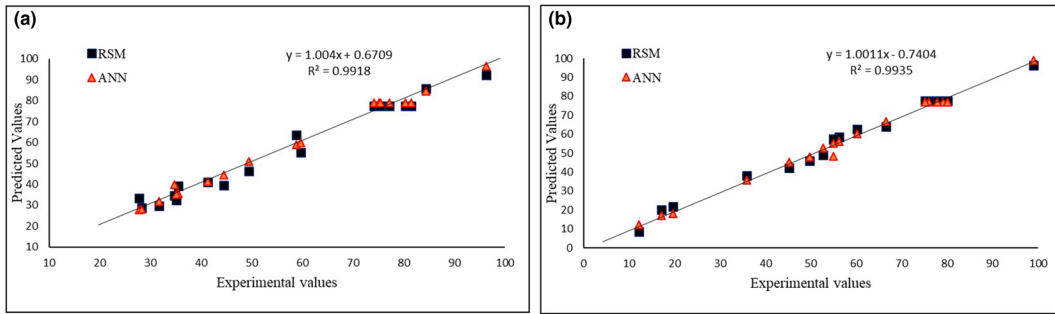 (a)
RSM
ANN
y = 1.004x + 0.6709
R² = 0.9918
Predicted Values
100
90
80
70
60
50
40
30
20
10
10 20 30 40 50 60 70 80 90 100
Experimental values
(b)
RSM
ANN
y = 1.0011x - 0.7404
R² = 0.9935
Predicted Values
100
90
80
70
60
50
40
30
20
10
0
0 10 20 30 40 50 60 70 80 90 100
Experimental values